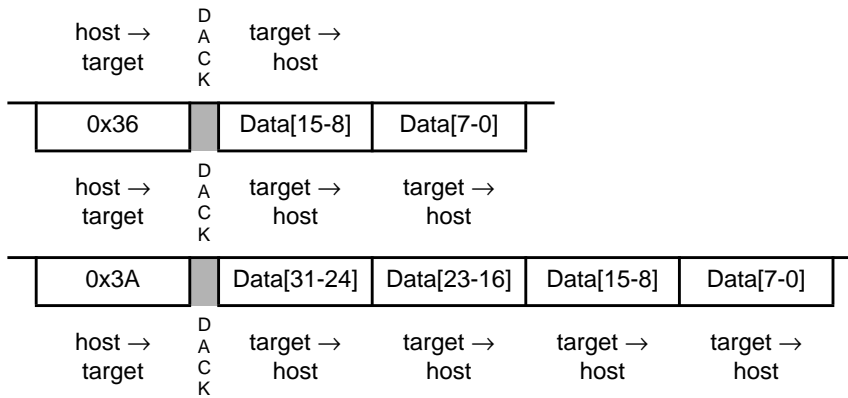 host → D A C K target →
target host
0x36 Data[15-8] Data[7-0]
host → D A C K target → target →
target host host
0x3A Data[31-24] Data[23-16] Data[15-8] Data[7-0]
host → D A C K target → target → target → target →
target host host host host